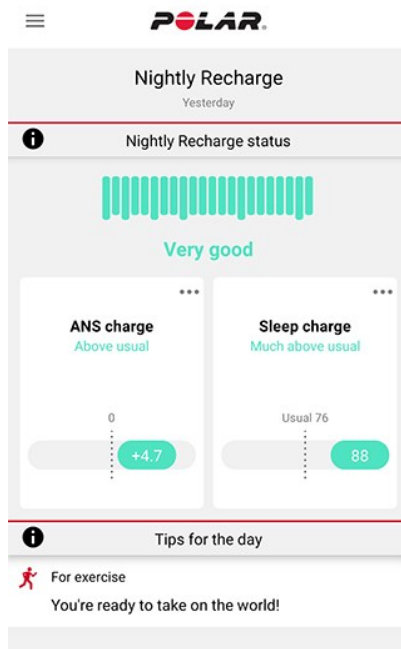 POLAR.
Nightly Recharge
Yesterday
Nightly Recharge status
Very good
ANS charge
Above usual
0
+4.7
Sleep charge
Much above usual
Usual 76
88
Tips for the day
For exercise
You're ready to take on the world!